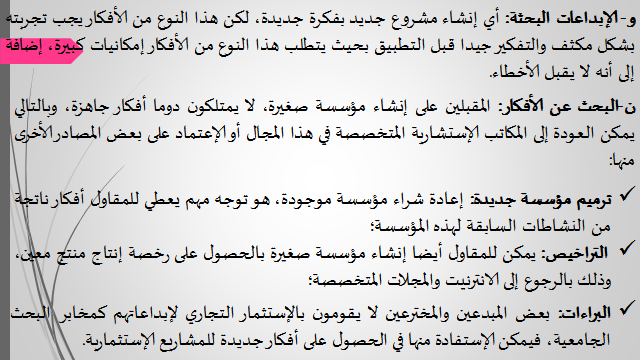 و- الإبداعات البحثة: أي إنشاء مشروع جديد بفكرة جديدة، لكن هذا النوع من الأفكار يجب تجربته
بشكل مكثف والتفكير جيدا قبل التطبيق بحيث يتطلب هذا النوع من الأفكار إمكانيات كبيرة، إضافة
إلى أنه لا يقبل الأخطاء.
ن-البحث عن الأفكار: المقبلين على إنشاء مؤسسة صغيرة، لا يمتلكون دوما أفكار جاهزة، وبالتالي
يمكن العودة إلى المكاتب الإستشارية المتخصصة في هذا المجال أو الإعتماد على بعض المصادر الأخرى
منها:
✓ ترميم مؤسسة جديدة: إعادة شراء مؤسسة موجودة، هو توجه مهم يعطي للمقاول أفكار ناتجة
من النشاطات السابقة لهذه المؤسسة؛
✓ التراخيص: يمكن للمقاول أيضا إنشاء مؤسسة صغيرة بالحصول على رخصة إنتاج منتج معين،
وذلك بالرجوع إلى الانترنيت والمجلات المتخصصة؛
✓ البراءات: بعض المبدعين والمخترعين لا يقومون بالإستثمار التجاري لإبداعاتهم كمخابر البحث
الجامعية، فيمكن الإستفادة منها في الحصول على أفكار جديدة للمشاريع الإستثمارية.